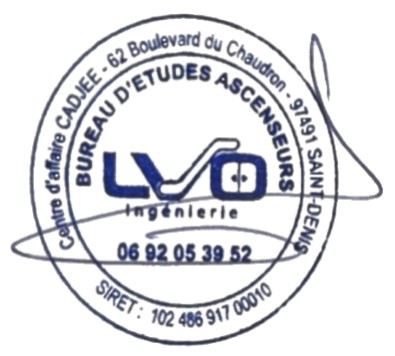 Centre d'affaire CADJEE - 62 Boulevard du Chaudron - 97491 SAINT-DENIS
BUREAU D'ETUDES ASCENSEURS
LVO
Ingénierie
06 92 05 39 52
SIRET : 102 486 917 00010